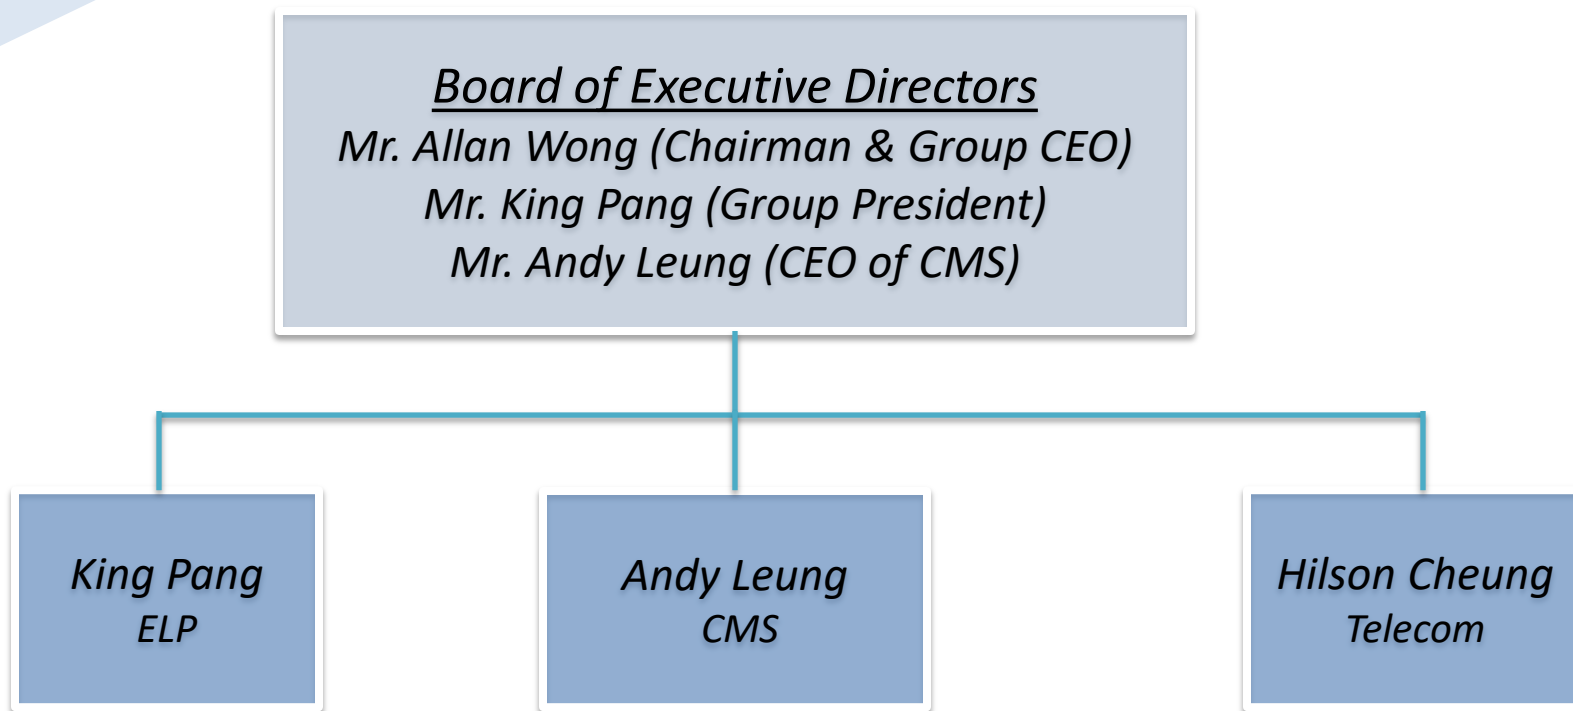 Board of Executive Directors
Mr. Allan Wong (Chairman & Group CEO)
Mr. King Pang (Group President)
Mr. Andy Leung (CEO of CMS)
King Pang
ELP
Andy Leung
CMS
Hilson Cheung
Telecom